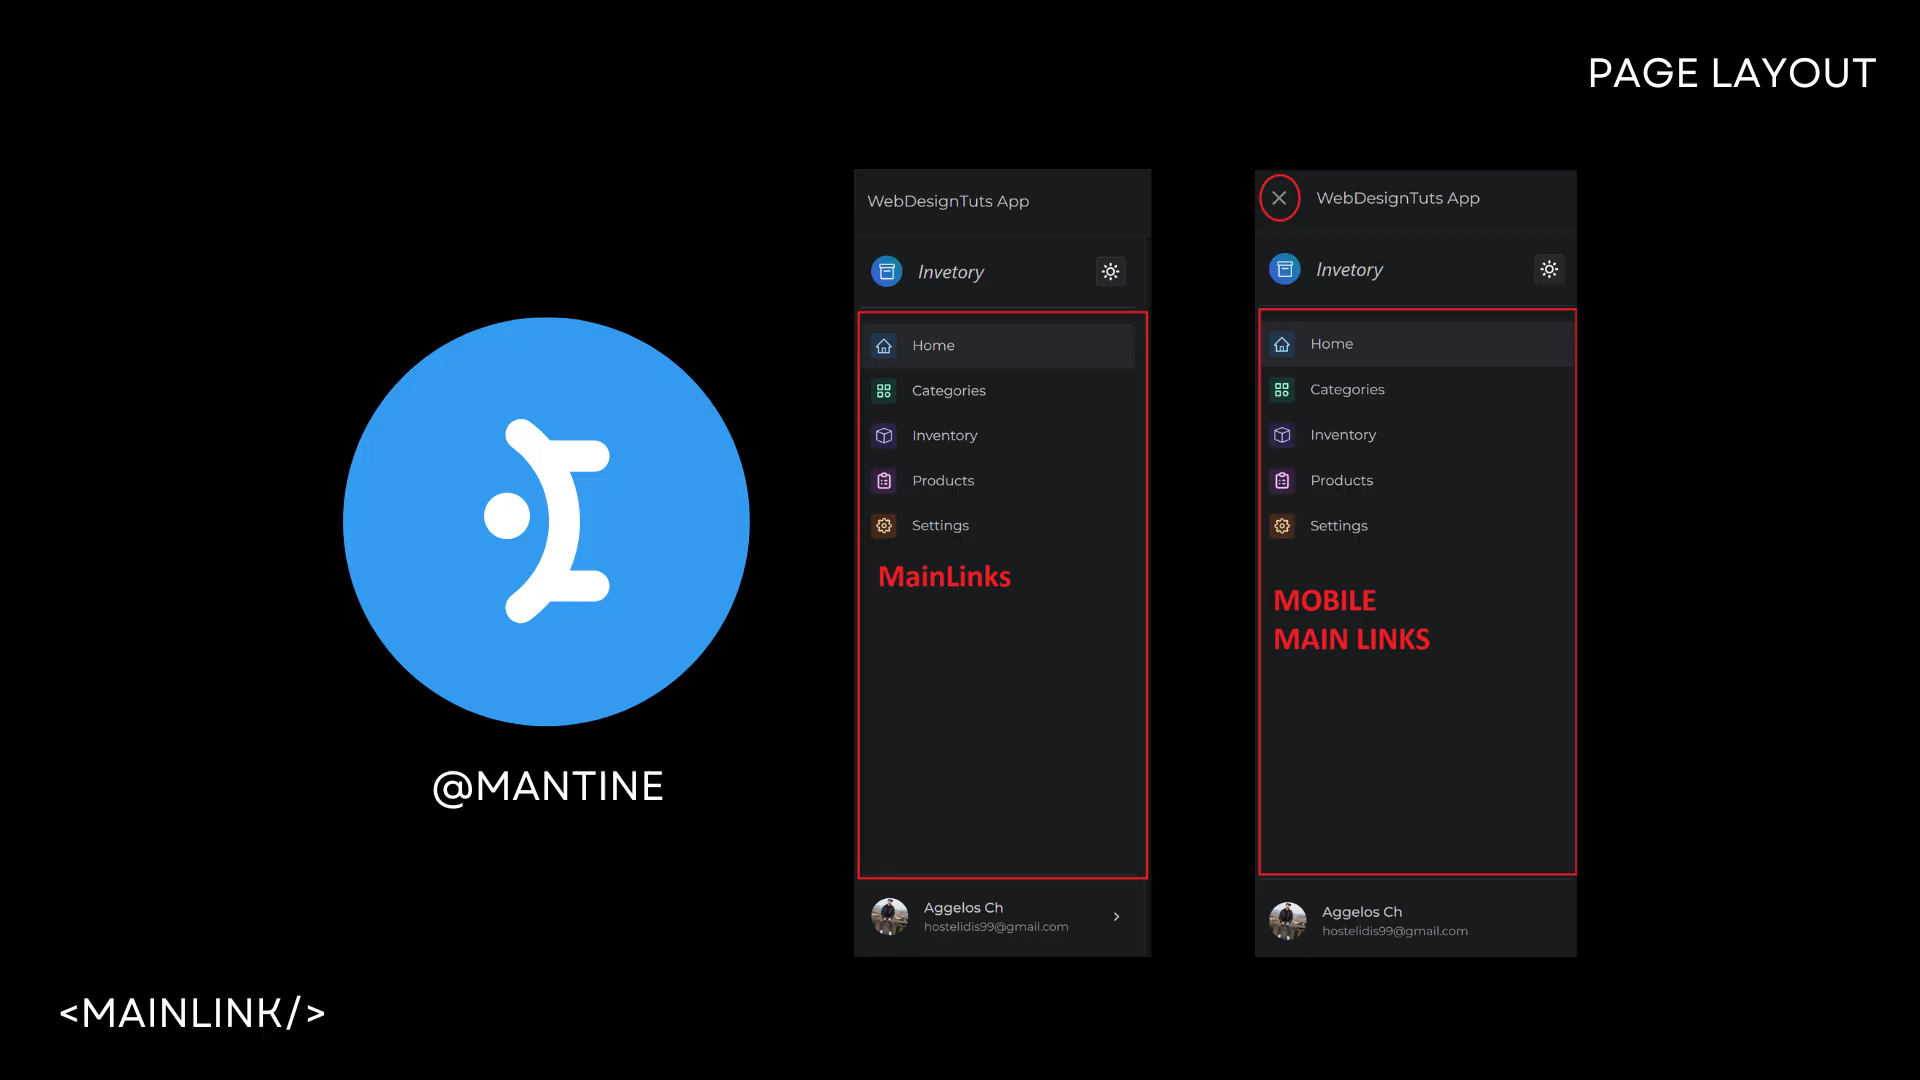 PAGE LAYOUT
@MANTINE
<MAINLINK/>
WebDesignTuts App
Invetory
Home
Categories
Inventory
Products
Settings
MainLinks
Aggelos Ch
hostelidis99@gmail.com
WebDesignTuts App
Invetory
Home
Categories
Inventory
Products
Settings
MOBILE
MAIN LINKS
Aggelos Ch
hostelidis99@gmail.com